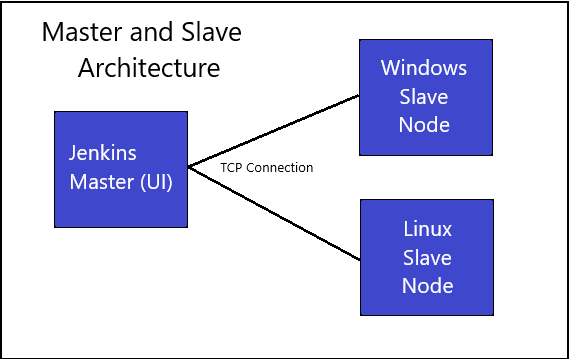 Master and Slave
Architecture
Jenkins
Master (UI)
TCP Connection
Windows
Slave
Node
Linux
Slave
Node